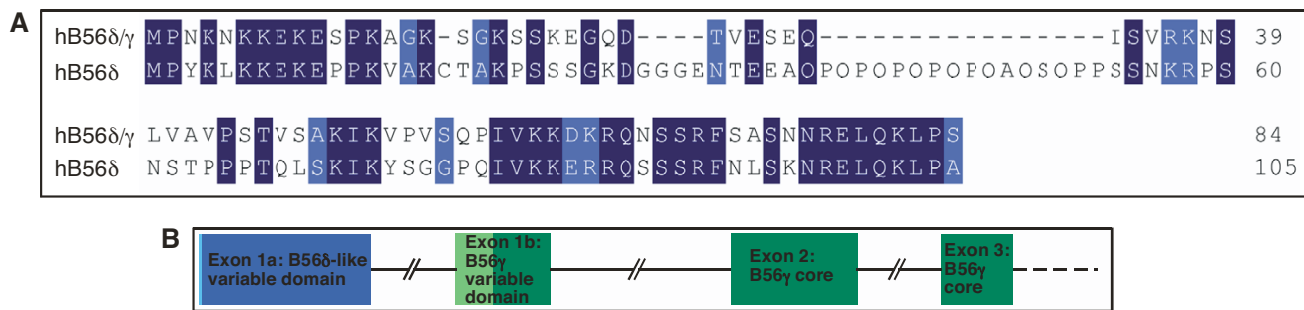 A
hB56δ/γ MPNKNKKEKESPKAGK-SGKSSKEGQD----TVESEQ----------------ISVRKNS 39
hB56δ MPYKLKKEKEPPKVAKCTAKPSSSGKDGGGENTEEAQPQPQPQPQPQAQSQPPSSNKRPS 60
hB56δ/γ LVAVPSTVSAKIKVPVSQPIVKKDKRQNSSRFSASNNRELQKLPS 84
hB56δ NSTPPPTQLSKIKYSGGPQIVKKERRQSSSRFNLSKNRELQKLPA 105
B
Exon 1a: B56δ-like
variable domain
Exon 1b:
B56γ
variable
domain
Exon 2:
B56γ core
Exon 3:
B56γ
core